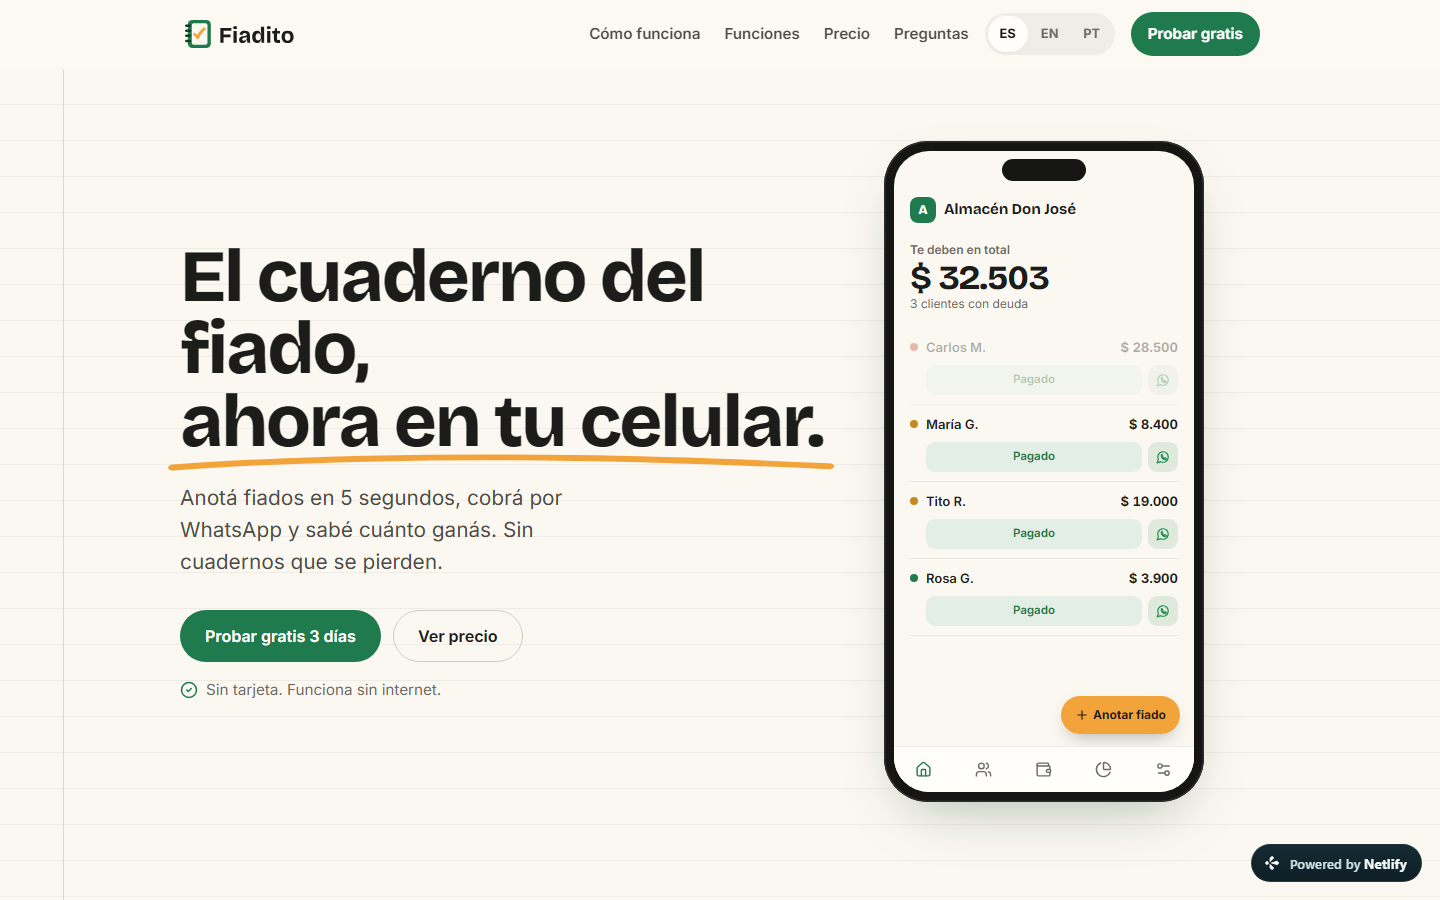 Fiadito
Cómo funciona
Funciones
Precio
Preguntas
ES
EN
PT
Probar gratis
El cuaderno del
fiado,
ahora en tu celular.
Anotá fiados en 5 segundos, cobrá por
WhatsApp y sabé cuánto ganás. Sin
cuadernos que se pierden.
Probar gratis 3 días
Ver precio
Sin tarjeta. Funciona sin internet.
A
Almacén Don José
Te deben en total
$ 32.503
3 clientes con deuda
Carlos M.
$ 28.500
Pagado
María G.
$ 8.400
Pagado
Tito R.
$ 19.000
Pagado
Rosa G.
$ 3.900
Pagado
+ Anotar fiado
Powered by Netlify